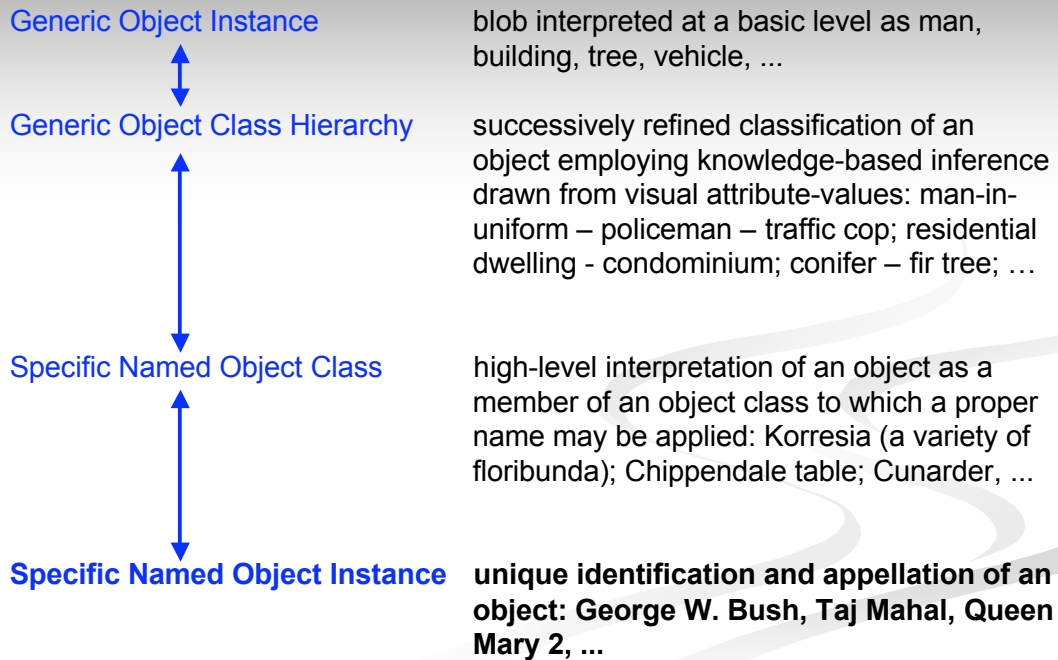 Generic Object Instance
blob interpreted at a basic level as man,
building, tree, vehicle, ...
Generic Object Class Hierarchy
successively refined classification of an
object employing knowledge-based inference
drawn from visual attribute-values: man-in-
uniform – policeman – traffic cop; residential
dwelling - condominium; conifer – fir tree; …
Specific Named Object Class
high-level interpretation of an object as a
member of an object class to which a proper
name may be applied: Korresia (a variety of
floribunda); Chippendale table; Cunarder, ...
Specific Named Object Instance
unique identification and appellation of an
object: George W. Bush, Taj Mahal, Queen
Mary 2, ...